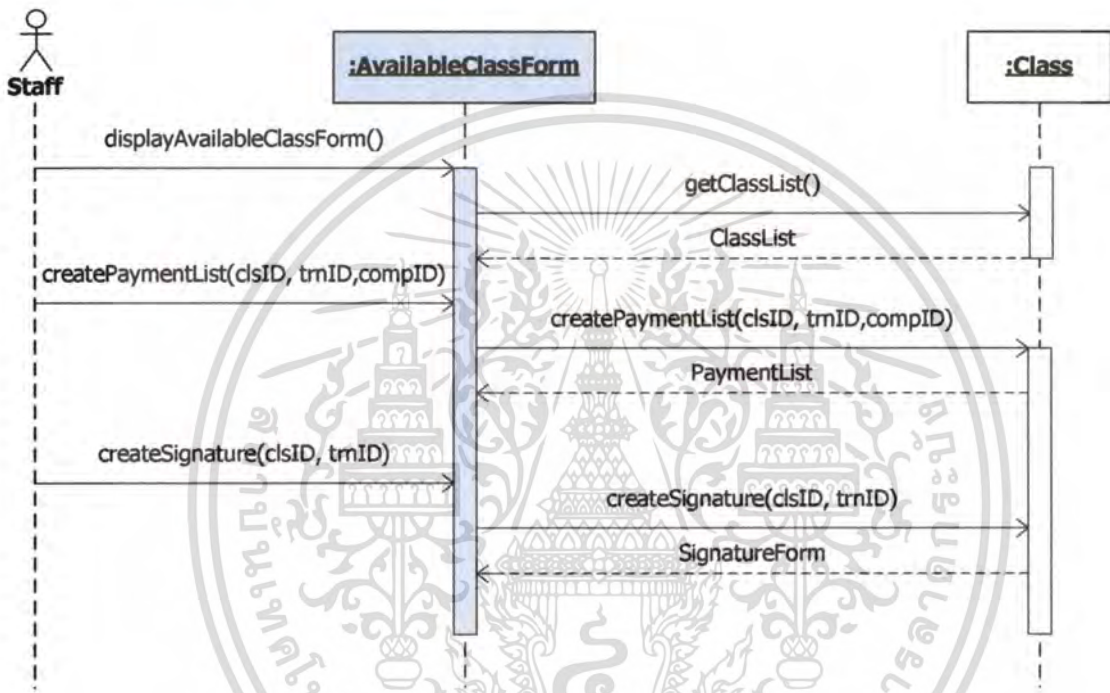 Staff
:AvailableClassForm
:Class
displayAvailableClassForm()
getClassList()
ClassList
createPaymentList(clsID, trnID,compID)
createPaymentList(clsID, trnID,compID)
PaymentList
createSignature(clsID, trnID)
createSignature(clsID, trnID)
SignatureForm